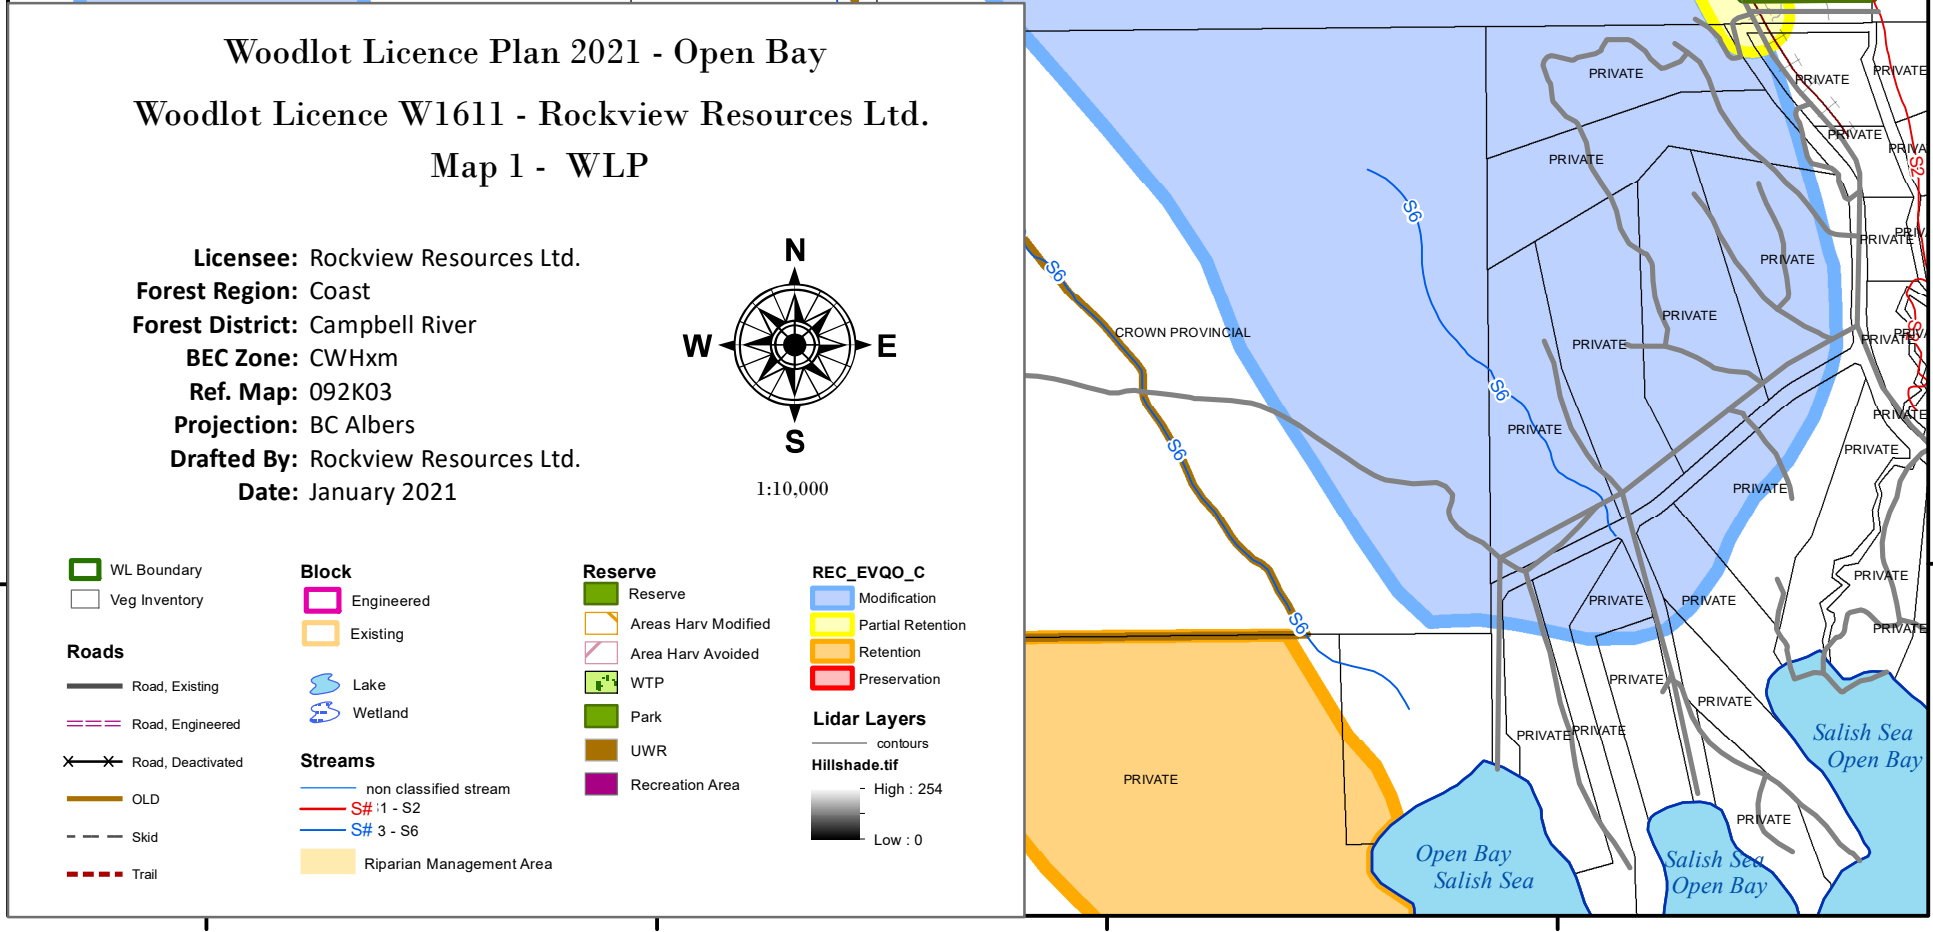 Woodlot Licence Plan 2021 - Open Bay
Woodlot Licence W1611 - Rockview Resources Ltd.
Map 1 - WLP
Licensee: Rockview Resources Ltd.
Forest Region: Coast
Forest District: Campbell River
BEC Zone: CWHxm
Ref. Map: 092K03
Projection: BC Albers
Drafted By: Rockview Resources Ltd.
Date: January 2021
N
W E
S
1:10,000
WL Boundary
Veg Inventory
Roads
Road, Existing
Road, Engineered
Road, Deactivated
OLD
Skid
Trail
Block
Engineered
Existing
Lake
Wetland
Streams
non classified stream
S# 1 - S2
S# 3 - S6
Riparian Management Area
Reserve
Reserve
Areas Harv Modified
Area Harv Avoided
WTP
Park
UWR
Recreation Area
REC_EVQO_C
Modification
Partial Retention
Retention
Preservation
Lidar Layers
contours
Hillshade.tif
High : 254
Low : 0
PRIVATE
PRIVATE
PRIVATE
PRIVATE
PRIVATE
PRIVA
S2
S6
PRIVATE
PRIV
PRIVATE
S6
CROWN PROVINCIAL
PRIVATE
PRIVATE
PRIVATE
S6
PRIVATE
PRIVATE
S6
PRIVATE
PRIVATE
PRIVATE
PRIVATE
PRIVATE
S6
PRIVATE
PRIVATE
PRIVATE
PRIVATE
PRIVATE
PRIVATE
PRIVATE
Salish Sea
Open Bay
Open Bay
Salish Sea
Salish Sea
Open Bay